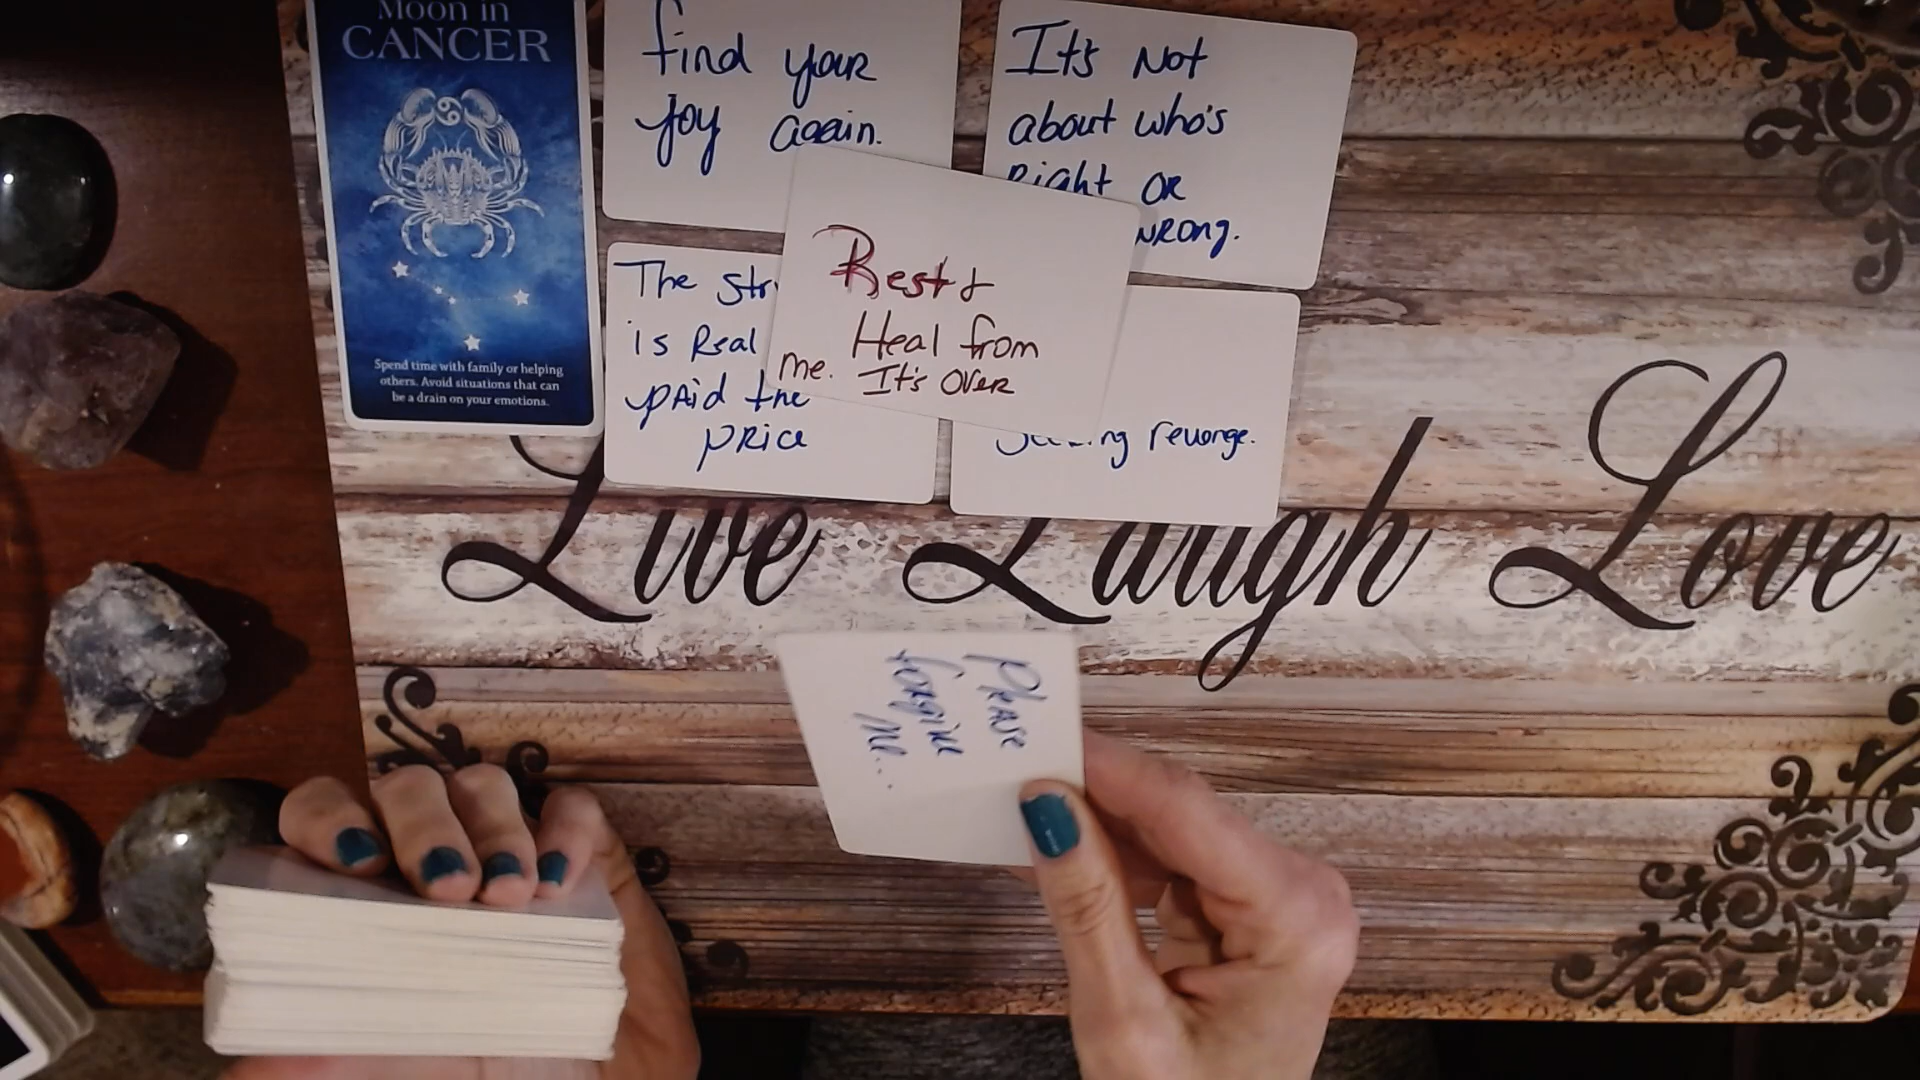 Moon in
CANCER
Spend time with family or helping
others. Avoid situations that can
be a drain on your emotions.
find your
joy again.
It's Not
about who's
Right OR
WRONG.
The
is Real
paid the
price
Rest &
Heal from
me. It's OVER
revenge.
Live Laugh Love
Please
forgive
me...